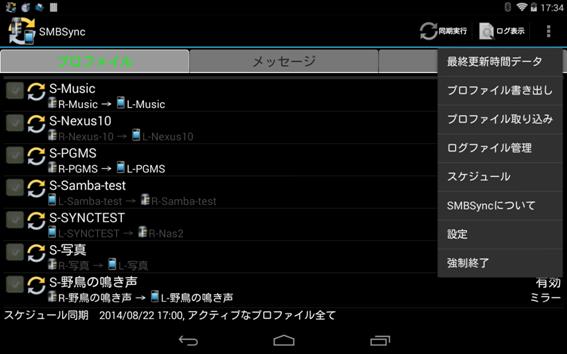 17:34
SMBSync
同期実行
ログ表示
プロファイル
メッセージ
最終更新時間データ
プロファイル書き出し
プロファイル取り込み
ログファイル管理
スケジュール
SMBSyncについて
設定
強制終了
S-Music
R-Music → L-Music
S-Nexus10
R-Nexus-10 → L-Nexus10
S-PGMS
R-PGMS → L-PGMS
S-Samba-test
L-Samba-test → R-Samba-test
S-SYNCTEST
L-SYNCTEST → R-Nas2
S-写真
R-写真 → L-写真
S-野鳥の鳴き声
有効
R-野鳥の鳴き声 → L-野鳥の鳴き声
ミラー
スケジュール同期 2014/08/22 17:00, アクティブなプロファイル全て